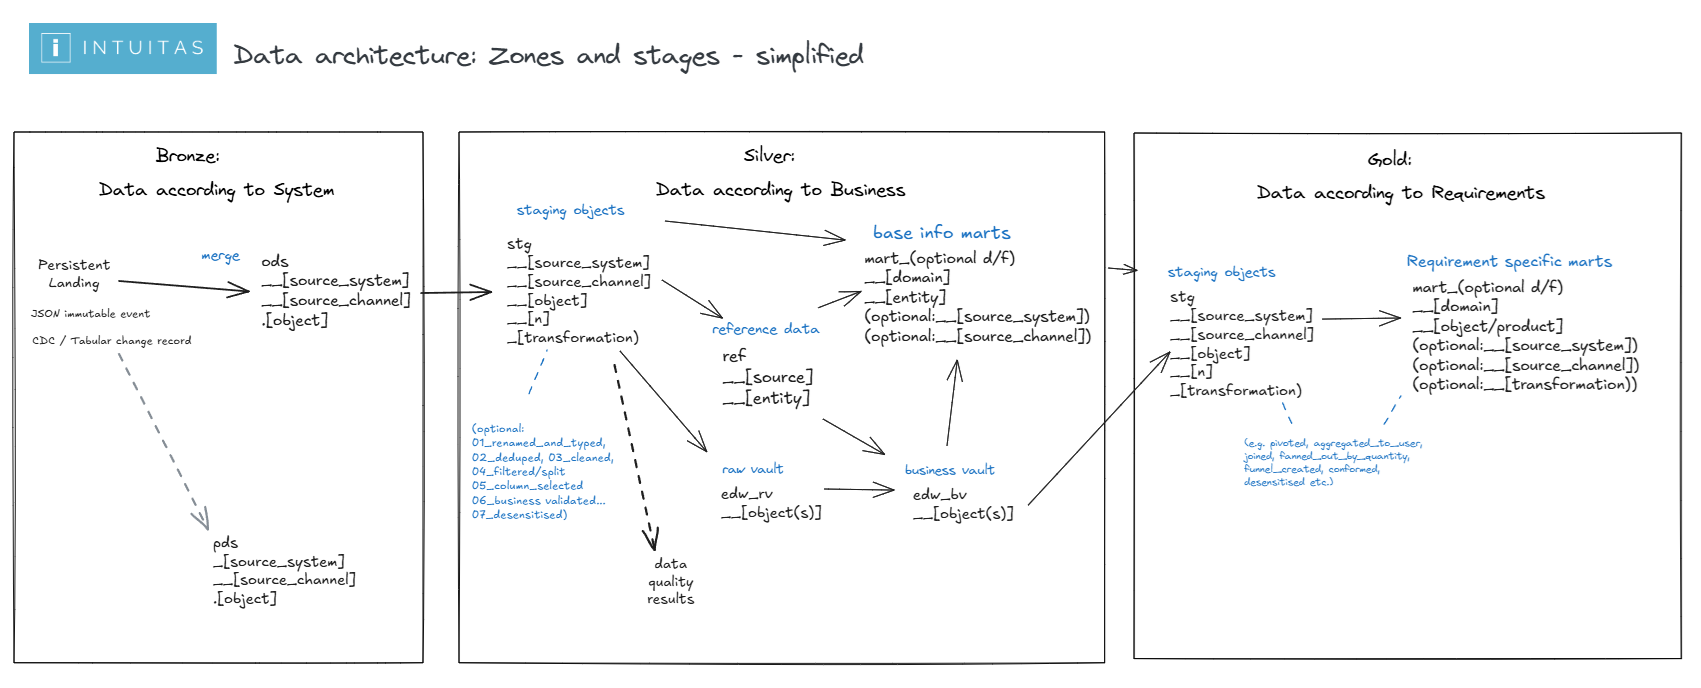 i INTUITAS
Data architecture: Zones and stages - simplified
Bronze:
Data according to System
Persistent
Landing
JSON immutable event
CDC / Tabular change record
merge
ods
__[source_system]
__[source_channel]
.[object]
pds
_[source_system]
__[source_channel]
.[object]
Silver:
Data according to Business
staging objects
stg
__[source_system]
__[source_channel]
__[object]
__[n]
_[transformation)
(optional:
01_renamed_and_typed,
02_deduped, 03_cleaned,
04_filtered/split
05_column_selected
06_business validated...
07_desensitised)
data
quality
results
reference data
ref
__[source]
__[entity]
raw vault
edw_rv
__[object(s)]
base info marts
mart_(optional d/f)
__[domain]
__[entity]
(optional:__[source_system])
(optional:__[source_channel])
business vault
edw_bv
__[object(s)]
Gold:
Data according to Requirements
staging objects
stg
__[source_system]
__[source_channel]
__[object]
__[n]
_[transformation)
Requirement specific marts
mart_(optional d/f)
__[domain]
__[object/product]
(optional:__[source_system])
(optional:__[source_channel])
(optional:__[transformation))
(e.g. pivoted, aggregated_to_user,
joined, fanned_out_by_quantity,
funnel_created, conformed,
desensitised etc.)